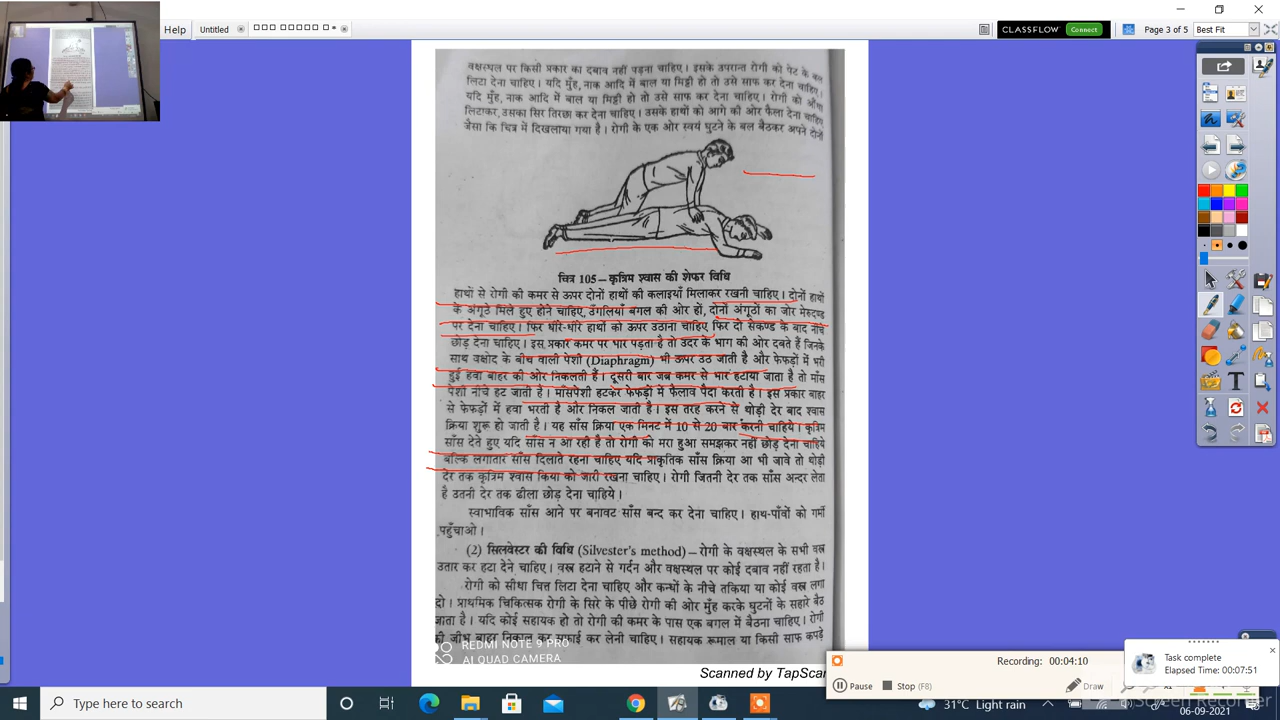 Help
Untitled
CLASSFLOW Connect
Page 3 of 5
Best Fit
वक्षस्थल पर किसी प्रकार का दबाव नहीं पड़ना चाहिए। इसके उपरान्त रोगी को पेट के बल
लिटा देना चाहिए। यदि मुँह, नाक आदि में बाल या मिट्टी हो तो उसे साफ कर देना चाहिए।
यदि मुँह, नाक आदि में बाल या मिट्टी हो तो उसे साफ कर देना चाहिए। रोगी को औंधा
लिटाकर, उसका सिर तिरछा कर देना चाहिए। उसके हाथों को आगे की ओर फैला देना चाहिए
जैसा कि चित्र में दिखलाया गया है। रोगी के एक ओर स्वयं घुटने के बल बैठकर अपने दोनों
चित्र 105 – कृत्रिम श्वास की शेफर विधि
हाथों से रोगी की कमर से ऊपर दोनों हाथों की कलाइयाँ मिलाकर रखनी चाहिए। दोनों हाथों
के अंगूठे मिले हुए होने चाहिए, उँगलियाँ बगल की ओर हों, दोनों अंगूठों का जोर मेरुदण्ड
पर देना चाहिए। फिर धीरे-धीरे हाथों को ऊपर उठाना चाहिए फिर दो सेकण्ड के बाद नीचे
छोड़ देना चाहिए। इस प्रकार कमर पर भार पड़ता है तो उदर के भाग की ओर दबते हैं जिनके
साथ वक्षोद के बीच वाली पेशी (Diaphragm) भी ऊपर उठ जाती है और फेफड़ों में भरी
हुई हवा बाहर की ओर निकलती हैं। दूसरी बार जब कमर से भार हटाया जाता है तो माँस
पेशी नीचे हट जाती है। माँसपेशी हटकर फेफड़ों में फैलाव पैदा करती है। इस प्रकार बाहर
से फेफड़ों में हवा भरती है और निकल जाती है। इस तरह करने से थोड़ी देर बाद श्वास
क्रिया शुरू हो जाती है। यह साँस क्रिया एक मिनट में 10 से 20 बार करनी चाहिये। कृत्रिम
साँस देते हुए यदि साँस न आ रही है तो रोगी को मरा हुआ समझकर नहीं छोड़ देना चाहिये
बल्कि लगातार साँस दिलाते रहना चाहिए यदि प्राकृतिक साँस क्रिया आ भी जावे तो थोड़ी
देर तक कृत्रिम श्वास किया को जारी रखना चाहिए। रोगी जितनी देर तक साँस अन्दर लेता
है उतनी देर तक ढीला छोड़ देना चाहिये।
स्वाभाविक साँस आने पर बनावट साँस बन्द कर देना चाहिए। हाथ-पाँवों को गर्मी
पहुँचाओ।
(2) सिलवेस्टर की विधि (Silvester's method) – रोगी के वक्षस्थल के सभी वस्त्र
उतार कर हटा देने चाहिए। वस्त्र हटाने से गर्दन और वक्षस्थल पर कोई दबाव नहीं रहता है।
रोगी को सीधा चित्त लिटा देना चाहिए और कन्धों के नीचे तकिया या कोई वस्त्र लगा
दो। प्राथमिक चिकित्सक रोगी के सिरे के पीछे रोगी की ओर मुँह करके घुटनों के सहारे बैठ
जाता है। यदि कोई सहायक हो तो रोगी की कमर के पास एक बगल में बैठना चाहिए। रोगी
की जीभ बाहर निकाल कर कर लेनी चाहिए। सहायक रूमाल या किसी साफ कपड़े
REDMI NOTE 9 PRO
AI QUAD CAMERA
Scanned by TapScan
Recording: 00:04:10
Pause
Stop (F8)
Draw
Task complete
Elapsed Time: 00:07:51
Screen Recorder
Type here to search
31°C Light rain
06-09-2021